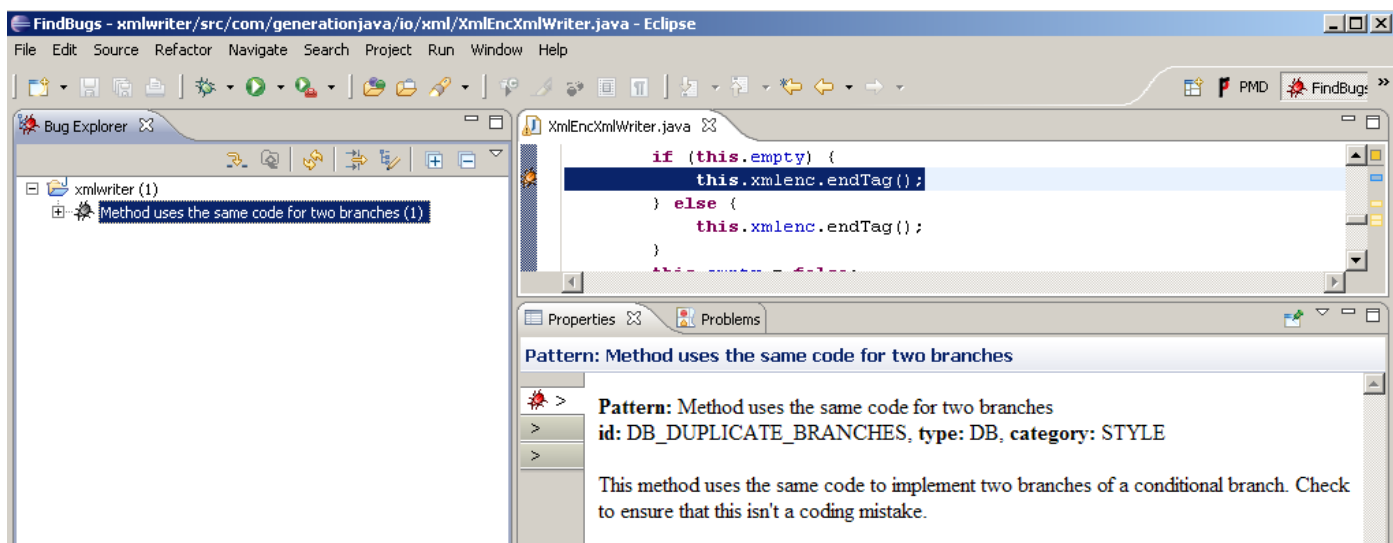 FindBugs - xmlwriter/src/com/generationjava/io/xml/XmlEncXmlWriter.java - Eclipse
File Edit Source Refactor Navigate Search Project Run Window Help
PMD FindBugs
Bug Explorer
xmlwriter (1)
Method uses the same code for two branches (1)
XmlEncXmlWriter.java
if (this.empty) {
this.xmlenc.endTag();
} else {
this.xmlenc.endTag();
}
this.empty = false;
Properties Problems
Pattern: Method uses the same code for two branches
Pattern: Method uses the same code for two branches
id: DB_DUPLICATE_BRANCHES, type: DB, category: STYLE
This method uses the same code to implement two branches of a conditional branch. Check
to ensure that this isn't a coding mistake.